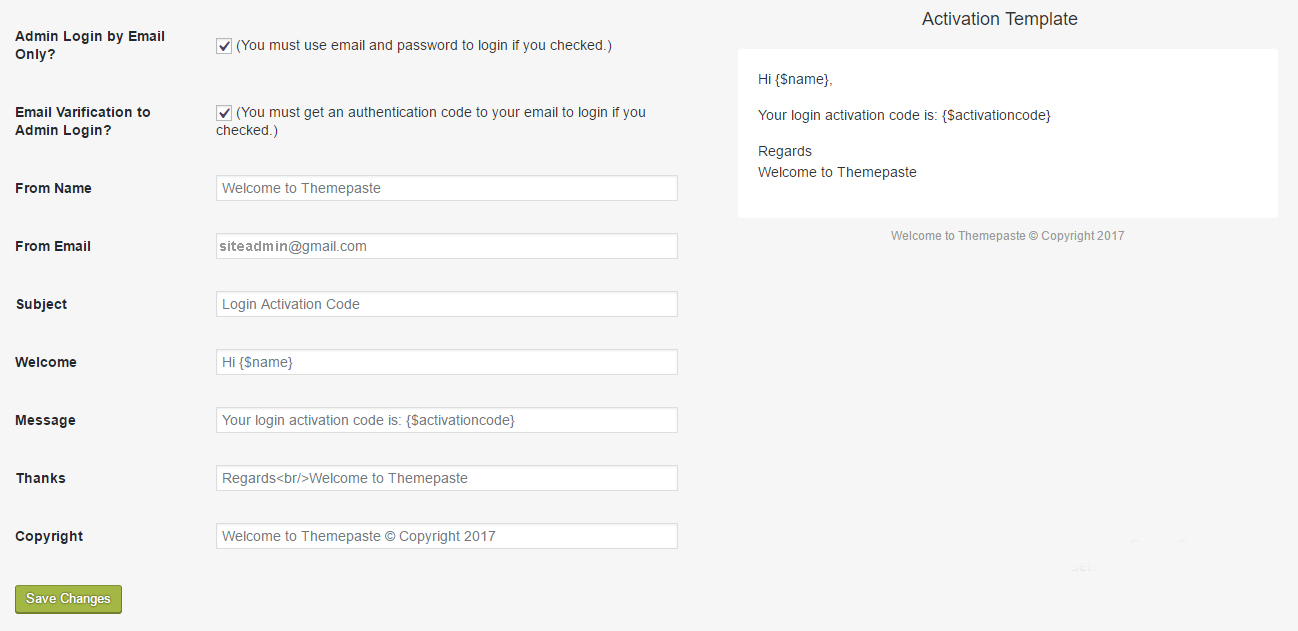 Admin Login by Email
Only?
(You must use email and password to login if you checked.)
Email Varification to
Admin Login?
(You must get an authentication code to your email to login if you
checked.)
From Name
Welcome to Themepaste
From Email
siteadmin@gmail.com
Subject
Login Activation Code
Welcome
Hi {$name}
Message
Your login activation code is: {$activationcode}
Thanks
Regards<br/>Welcome to Themepaste
Copyright
Welcome to Themepaste © Copyright 2017
Save Changes
Activation Template
Hi {$name},
Your login activation code is: {$activationcode}
Regards
Welcome to Themepaste
Welcome to Themepaste © Copyright 2017